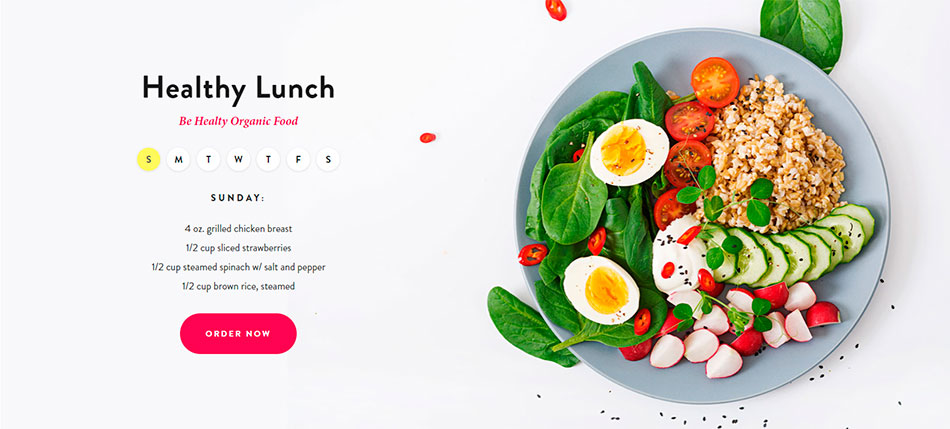 Healthy Lunch
Be Healty Organic Food
S M T W T F S
SUNDAY:
4 oz. grilled chicken breast
1/2 cup sliced strawberries
1/2 cup steamed spinach w/ salt and pepper
1/2 cup brown rice, steamed
ORDER NOW